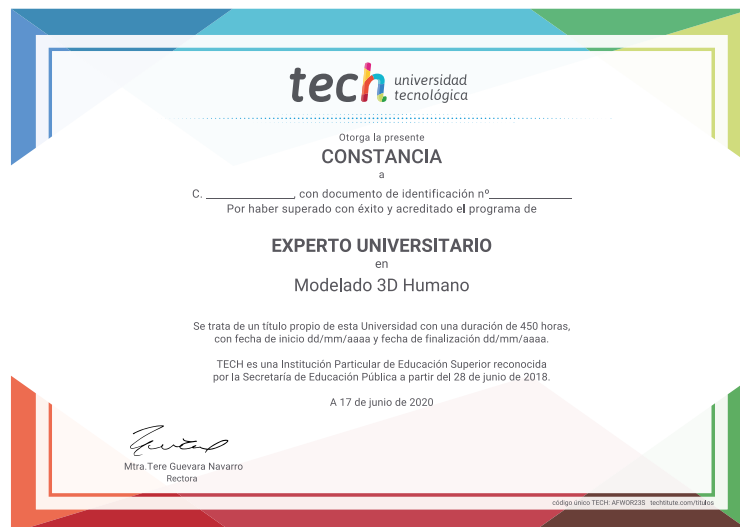 tech universidad
tecnológica
Otorga la presente
CONSTANCIA
a
C. ______________, con documento de identificación nº______________
Por haber superado con éxito y acreditado el programa de
EXPERTO UNIVERSITARIO
en
Modelado 3D Humano
Se trata de un título propio de esta Universidad con una duración de 450 horas,
con fecha de inicio dd/mm/aaaa y fecha de finalización dd/mm/aaaa.
TECH es una Institución Particular de Educación Superior reconocida
por la Secretaría de Educación Pública a partir del 28 de junio de 2018.
A 17 de junio de 2020
Mtra.Tere Guevara Navarro
Rectora
código único TECH: AFWOR23S techtitute.com/titulos